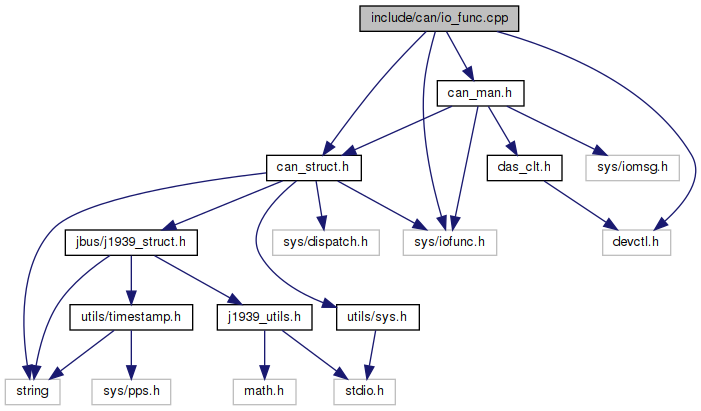 include/can/io_func.cpp
can_man.h
can_struct.h
das_clt.h
sys/iomsg.h
jbus/j1939_struct.h
sys/dispatch.h
sys/iofunc.h
devctl.h
utils/timestamp.h
j1939_utils.h
utils/sys.h
string
sys/pps.h
math.h
stdio.h